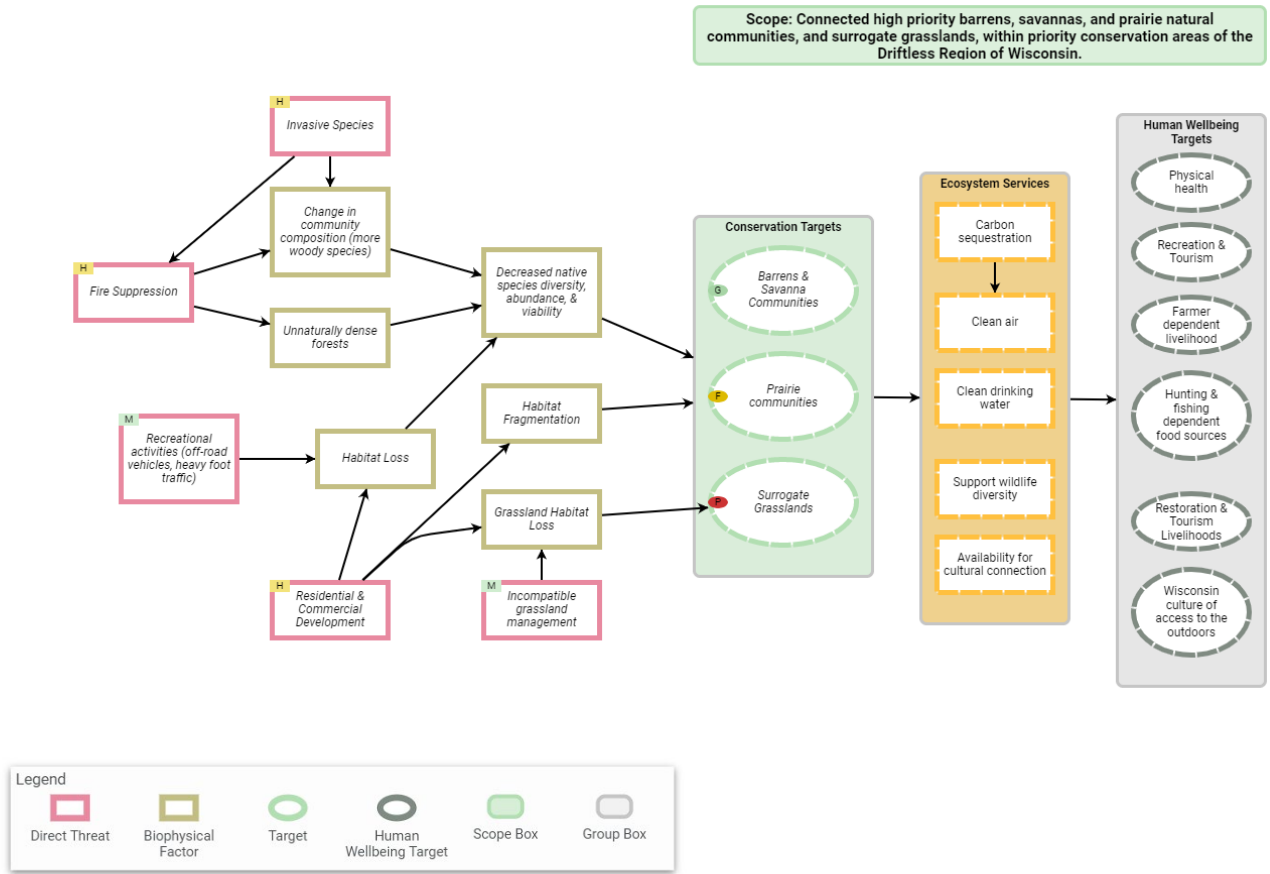 Scope: Connected high priority barrens, savannas, and prairie natural
communities, and surrogate grasslands, within priority conservation areas of the
Driftless Region of Wisconsin.
H
Invasive Species
Change in
community
composition (more
woody species)
H
Fire Suppression
Unnaturally dense
forests
Decreased native
species diversity,
abundance, &
viability
M
Recreational
activities (off-road
vehicles, heavy foot
traffic)
Habitat Loss
Habitat
Fragmentation
Grassland Habitat
Loss
H
Residential &
Commercial
Development
M
Incompatible
grassland
management
Conservation Targets
G
Barrens &
Savanna
Communities
F
Prairie
communities
P
Surrogate
Grasslands
Ecosystem Services
Carbon
sequestration
Clean air
Clean drinking
water
Support wildlife
diversity
Availability for
cultural connection
Human Wellbeing
Targets
Physical
health
Recreation &
Tourism
Farmer
dependent
livelihood
Hunting &
fishing
dependent
food sources
Restoration &
Tourism
Livelihoods
Wisconsin
culture of
access to the
outdoors
Legend
Direct Threat
Biophysical
Factor
Target
Human
Wellbeing Target
Scope Box
Group Box